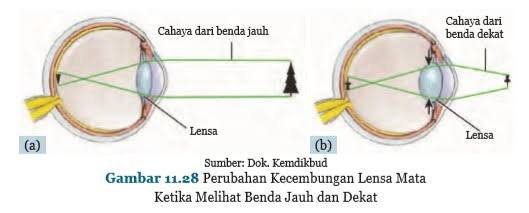 Cahaya dari benda jauh
Lensa
(a)
Cahaya dari
benda dekat
Lensa
(b)
Sumber: Dok. Kemdikbud
Gambar 11.28 Perubahan Kecembungan Lensa Mata
Ketika Melihat Benda Jauh dan Dekat